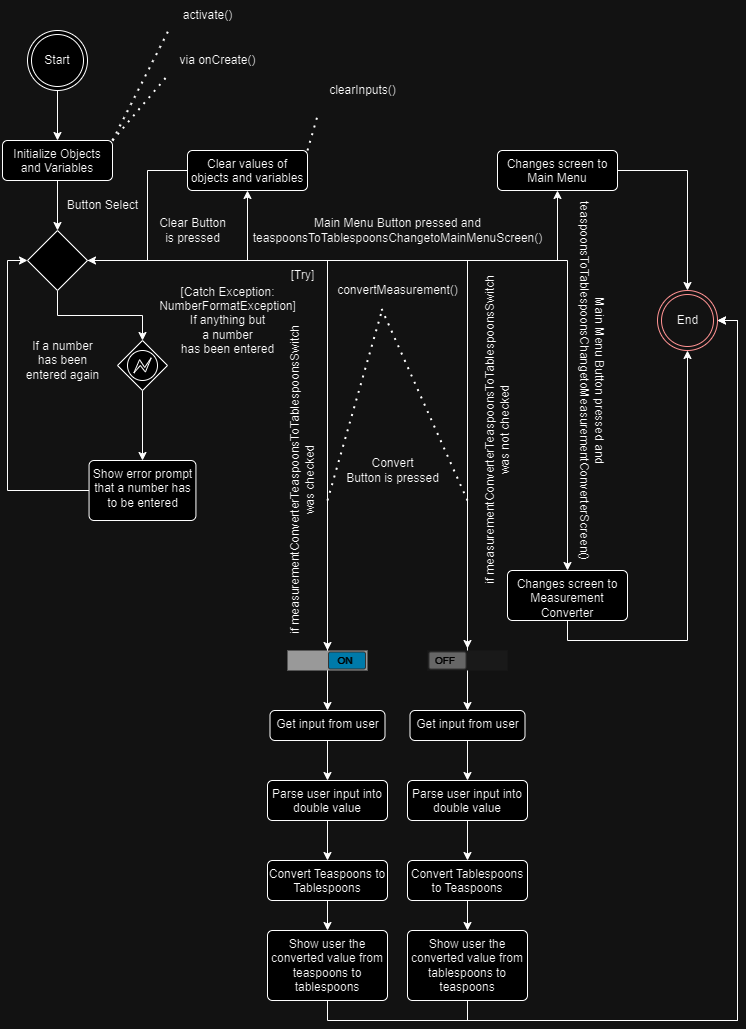 activate()
Start
via onCreate()
clearInputs()
Initialize Objects
and Variables
Clear values of
objects and variables
Changes screen to
Main Menu
Button Select
Clear Button
is pressed
Main Menu Button pressed and
teaspoonsToTablespoonsChangetoMainMenuScreen()
[Try]
[Catch Exception:
NumberFormatException]
If anything but
a number
has been entered
convertMeasurement()
If a number
has been
entered again
if measurementConverterTeaspoonsToTablespoonsSwitch
was checked
if measurementConverterTeaspoonsToTablespoonsSwitch
was not checked
Main Menu Button pressed and
teaspoonsToTablespoonsChangetoMeasurementConverterScreen()
End
Convert
Button is pressed
Show error prompt
that a number has
to be entered
Changes screen to
Measurement
Converter
ON
OFF
Get input from user
Get input from user
Parse user input into
double value
Parse user input into
double value
Convert Teaspoons to
Tablespoons
Convert Tablespoons
to Teaspoons
Show user the
converted value from
teaspoons to
tablespoons
Show user the
converted value from
tablespoons to
teaspoons